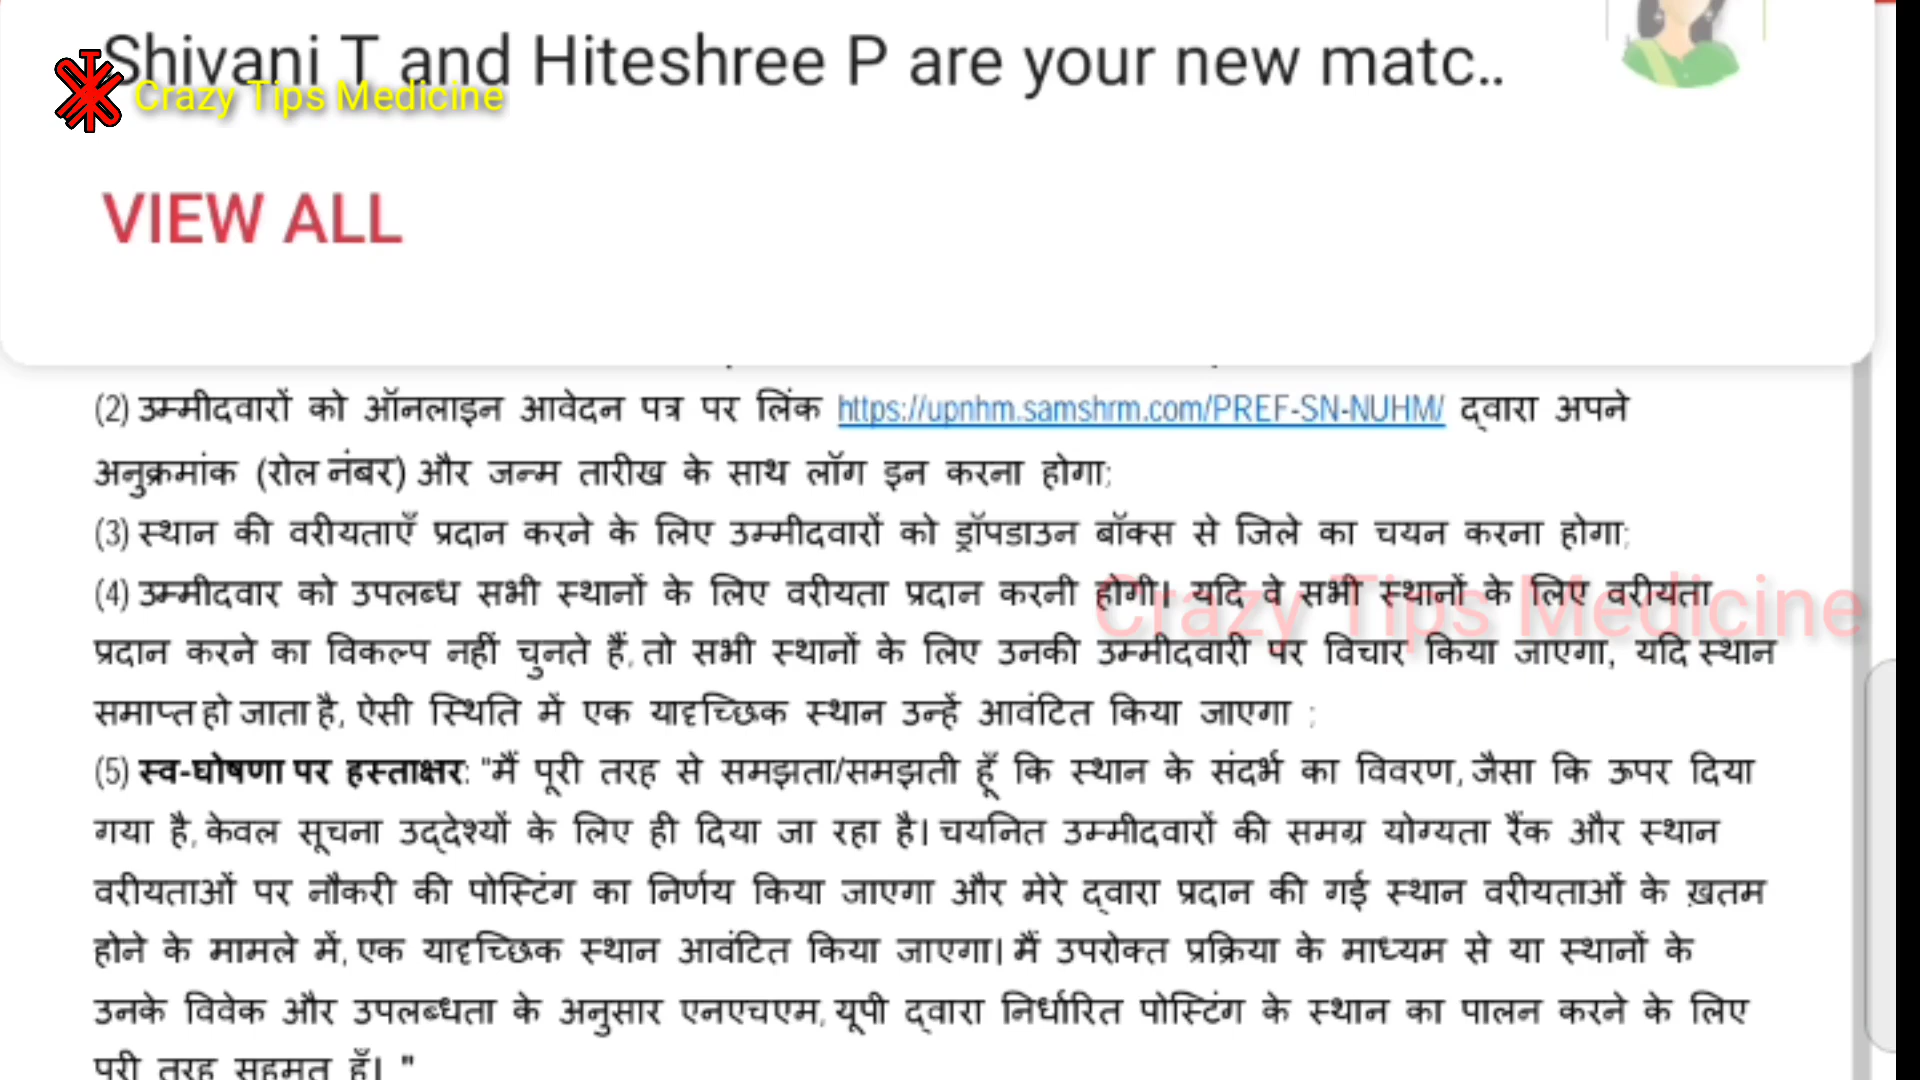 Shivani T and Hiteshree P are your new matc..
Crazy Tips Medicine
VIEW ALL
(2) उम्मीदवारों को ऑनलाइन आवेदन पत्र पर लिंक https://upnhm.samshrm.com/PREF-SN-NUHM/ द्वारा अपने
अनुक्रमांक (रोल नंबर) और जन्म तारीख के साथ लॉग इन करना होगा;
(3) स्थान की वरीयताएँ प्रदान करने के लिए उम्मीदवारों को ड्रॉपडाउन बॉक्स से जिले का चयन करना होगा;
(4) उम्मीदवार को उपलब्ध सभी स्थानों के लिए वरीयता प्रदान करनी होगी। यदि वे सभी स्थानों के लिए वरीयता
Crazy Tips Medicine
प्रदान करने का विकल्प नहीं चुनते हैं, तो सभी स्थानों के लिए उनकी उम्मीदवारी पर विचार किया जाएगा, यदि स्थान
समाप्त हो जाता है, ऐसी स्थिति में एक यादृच्छिक स्थान उन्हें आवंटित किया जाएगा ;
(5) स्व-घोषणा पर हस्ताक्षर: "मैं पूरी तरह से समझता/समझती हूँ कि स्थान के संदर्भ का विवरण, जैसा कि ऊपर दिया
गया है, केवल सूचना उद्देश्यों के लिए ही दिया जा रहा है। चयनित उम्मीदवारों की समग्र योग्यता रैंक और स्थान
वरीयताओं पर नौकरी की पोस्टिंग का निर्णय किया जाएगा और मेरे द्वारा प्रदान की गई स्थान वरीयताओं के ख़तम
होने के मामले में, एक यादृच्छिक स्थान आवंटित किया जाएगा। मैं उपरोक्त प्रक्रिया के माध्यम से या स्थानों के
उनके विवेक और उपलब्धता के अनुसार एनएचएम, यूपी द्वारा निर्धारित पोस्टिंग के स्थान का पालन करने के लिए
पूरी तरह सहमत हूँ। "